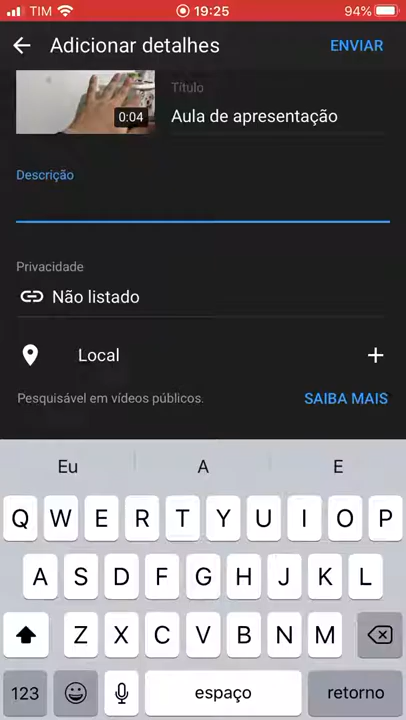 TIM 19:25 94%
Adicionar detalhes ENVIAR
0:04
Título
Aula de apresentação
Descrição
Privacidade
Não listado
Local +
Pesquisável em vídeos públicos. SAIBA MAIS
Eu A E
Q W E R T Y U I O P
A S D F G H J K L
Z X C V B N M
123 espaço retorno